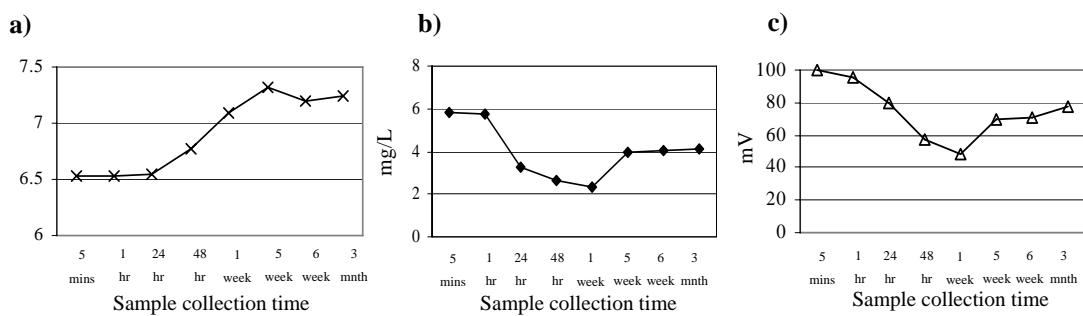 a)
7.5
7
6.5
6
5 1 24 48 1 5 6 3
mins hr hr hr week week week mnth
Sample collection time
b)
mg/L
8
6
4
2
0
5 1 24 48 1 5 6 3
mins hr hr hr week week week mnth
Sample collection time
c)
mV
100
80
60
40
20
0
5 1 24 48 1 5 6 3
mins hr hr hr week week week mnth
Sample collection time